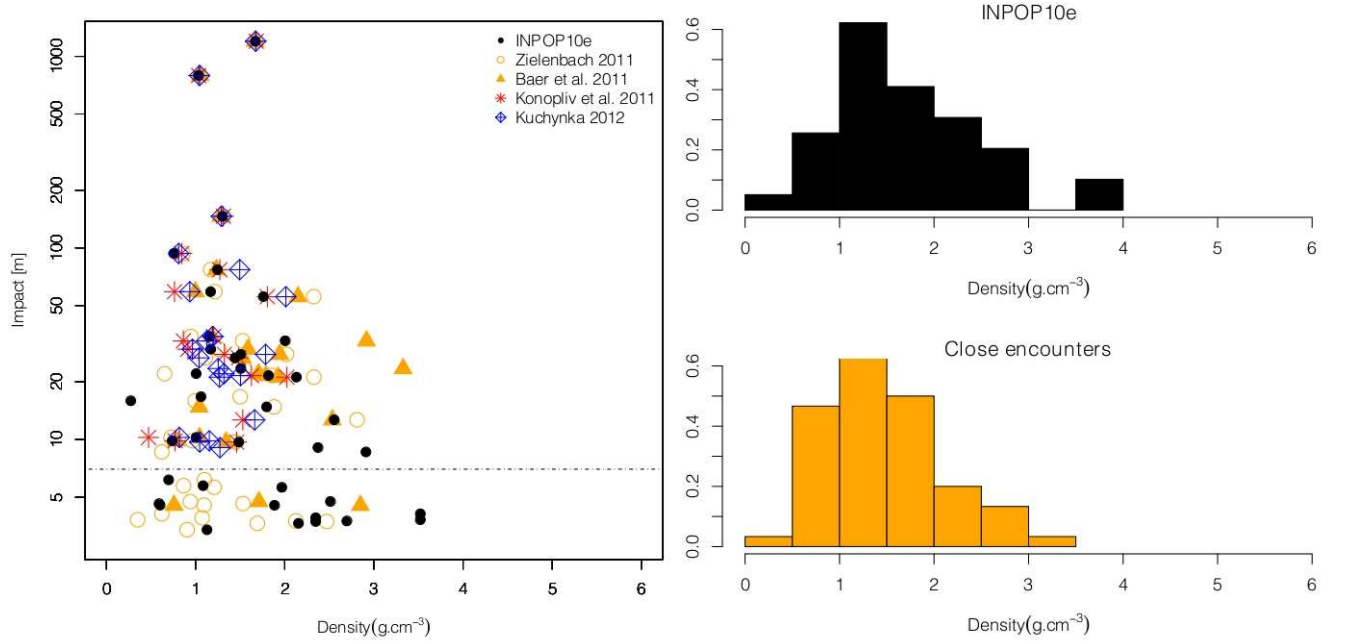 Impact [m]
1000
500
200
100
50
20
10
5
0 1 2 3 4 5 6
Density(g.cm⁻³)
INPOP10e
Zielenbach 2011
Baer et al. 2011
Konopliv et al. 2011
Kuchynka 2012
INPOP10e
0.6
0.4
0.2
0.0
0 1 2 3 4 5 6
Density(g.cm⁻³)
Close encounters
0.6
0.4
0.2
0.0
0 1 2 3 4 5 6
Density(g.cm⁻³)